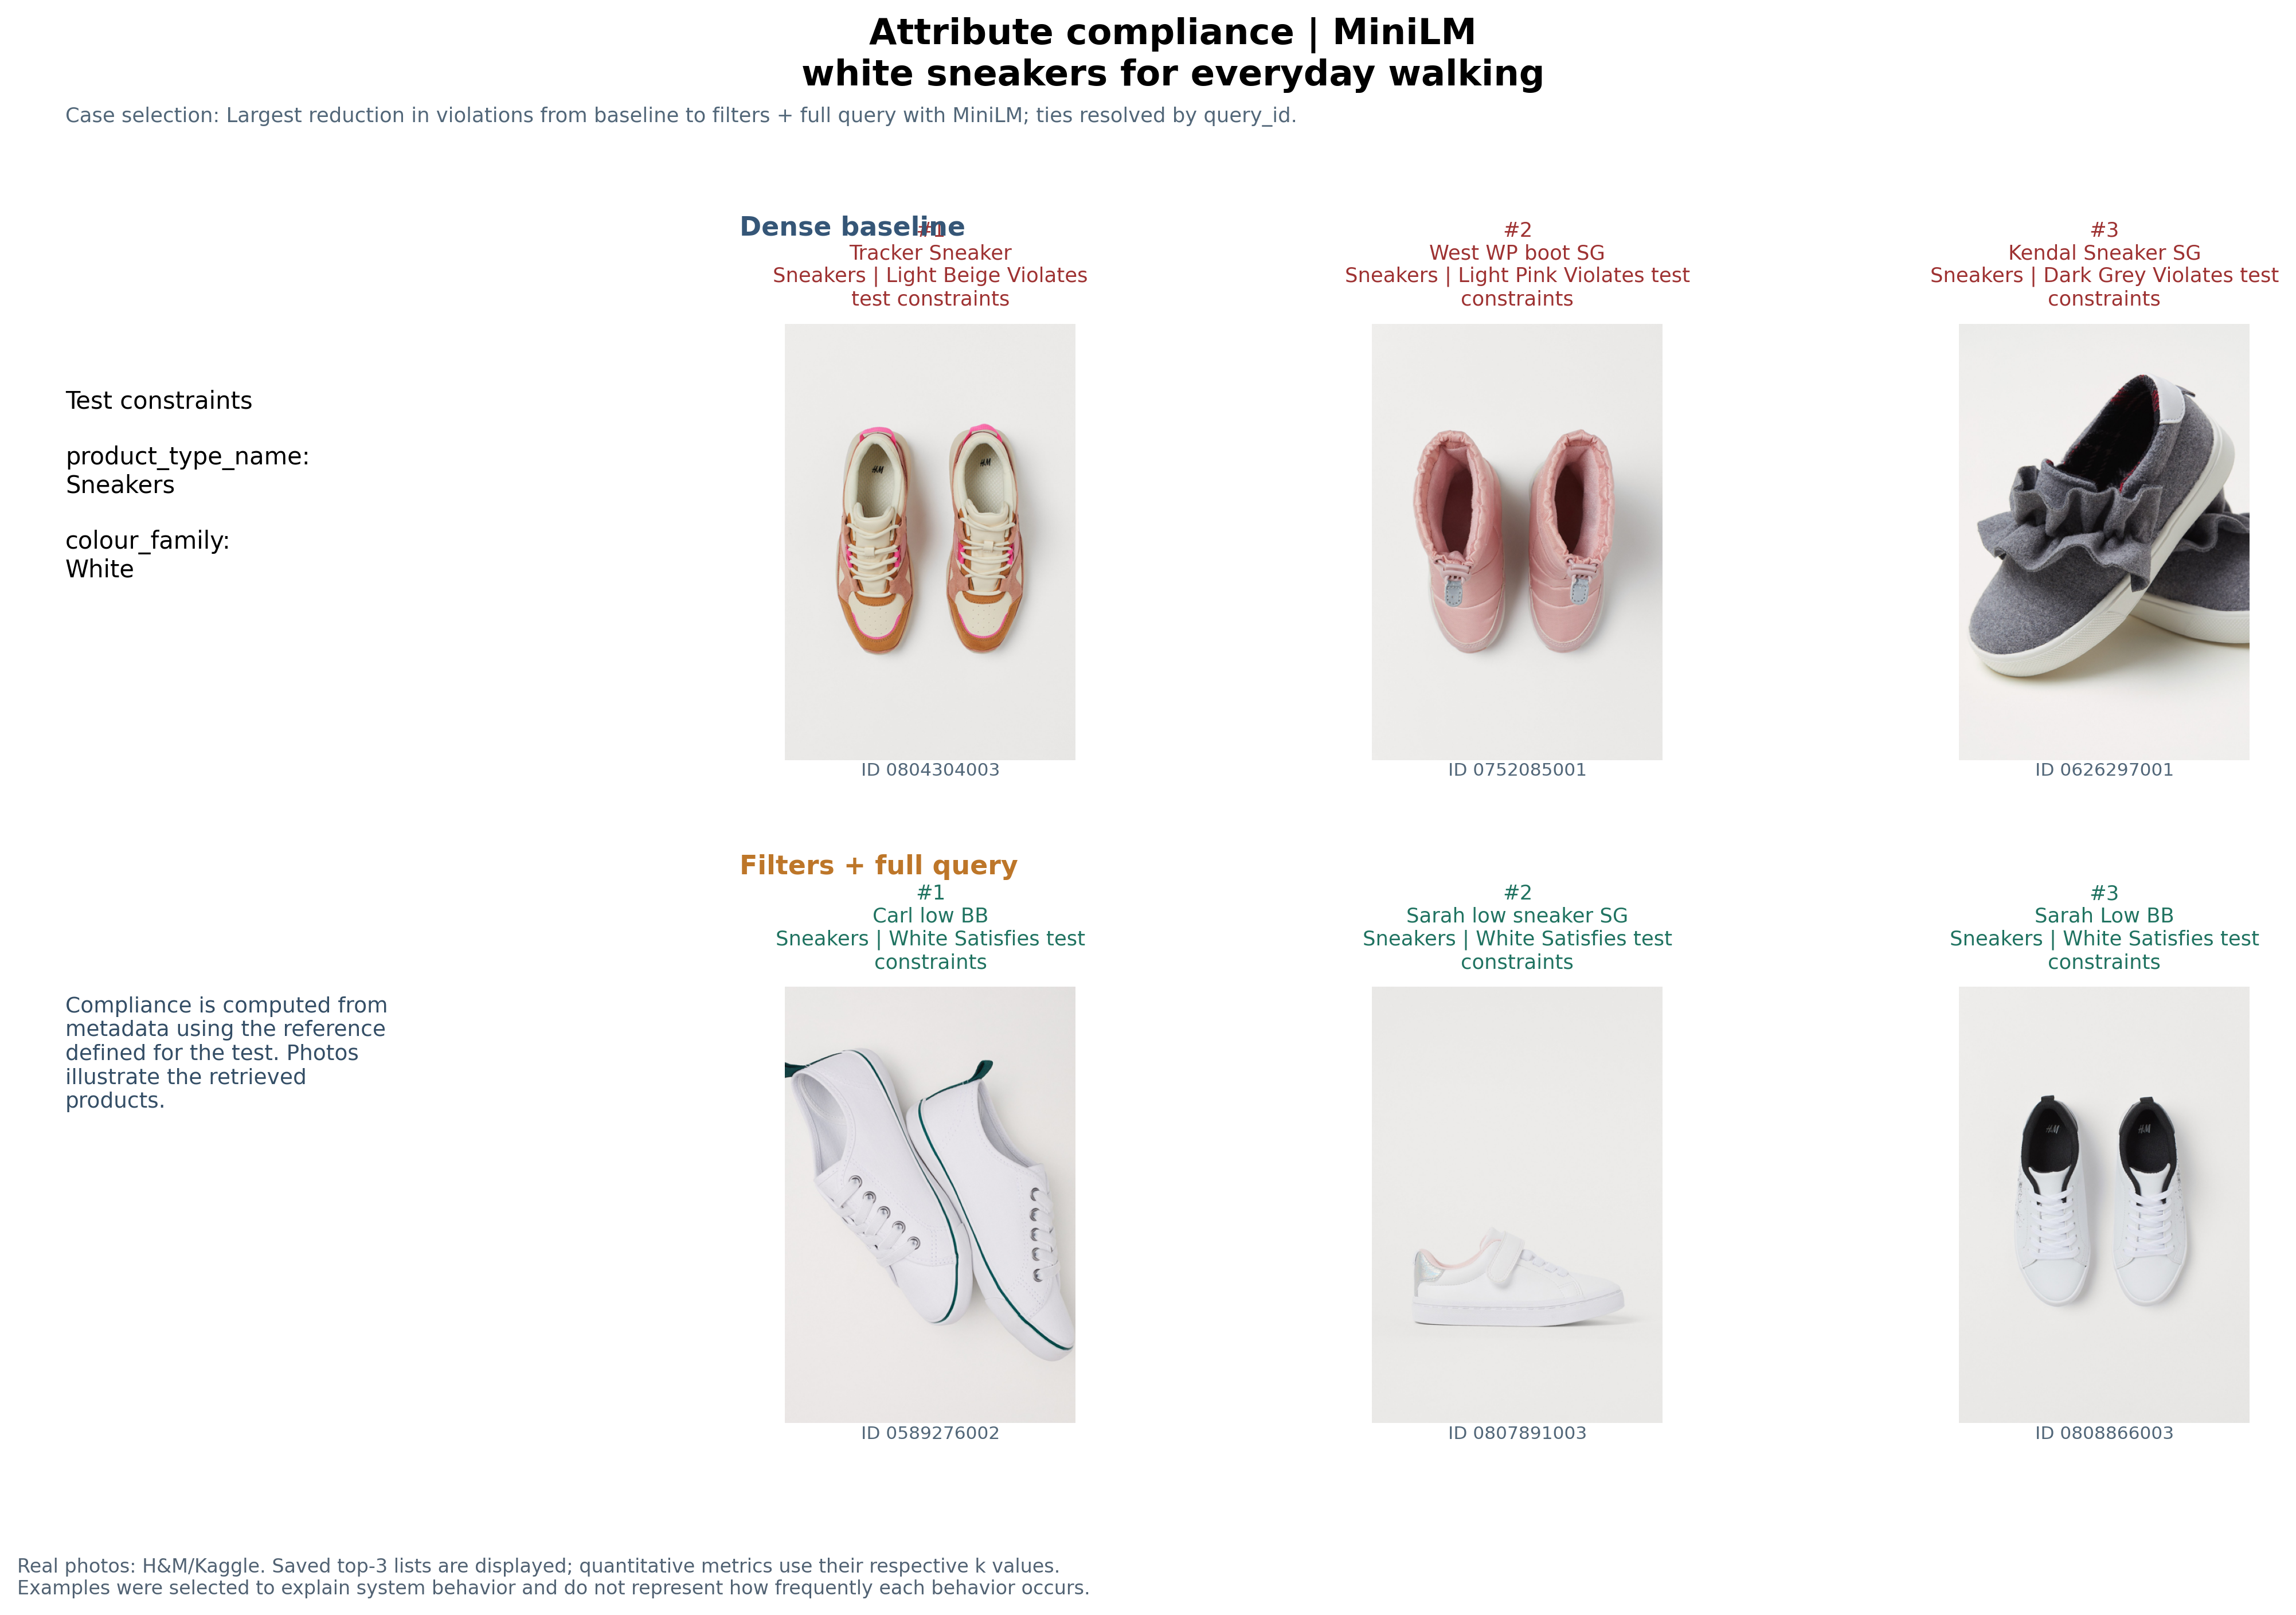 Attribute compliance | MiniLM
white sneakers for everyday walking
Case selection: Largest reduction in violations from baseline to filters + full query with MiniLM; ties resolved by query_id.
Test constraints
product_type_name:
Sneakers
colour_family:
White
Dense baseline
#1
Tracker Sneaker
Sneakers | Light Beige Violates
test constraints
H&M
H&M
ID 0804304003
#2
West WP boot SG
Sneakers | Light Pink Violates test
constraints
ID 0752085001
#3
Kendal Sneaker SG
Sneakers | Dark Grey Violates test
constraints
ID 0626297001
Compliance is computed from
metadata using the reference
defined for the test. Photos
illustrate the retrieved
products.
Filters + full query
#1
Carl low BB
Sneakers | White Satisfies test
constraints
ID 0589276002
#2
Sarah low sneaker SG
Sneakers | White Satisfies test
constraints
ID 0807891003
#3
Sarah Low BB
Sneakers | White Satisfies test
constraints
H&M
H&M
ID 0808866003
Real photos: H&M/Kaggle. Saved top-3 lists are displayed; quantitative metrics use their respective k values.
Examples were selected to explain system behavior and do not represent how frequently each behavior occurs.